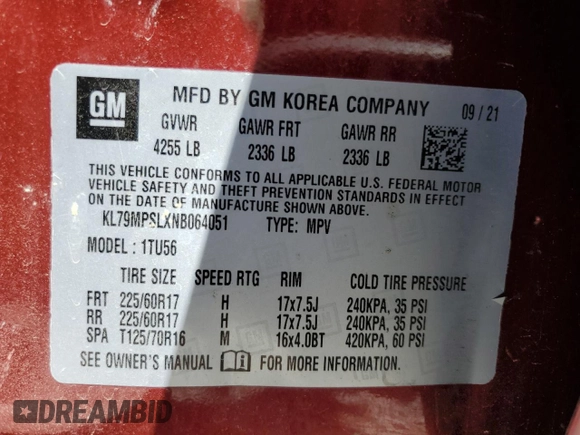 GM
MFD BY GM KOREA COMPANY 09/21
GVWR GAWR FRT GAWR RR
4255 LB 2336 LB 2336 LB
THIS VEHICLE CONFORMS TO ALL APPLICABLE U.S. FEDERAL MOTOR
VEHICLE SAFETY AND THEFT PREVENTION STANDARDS IN EFFECT
ON THE DATE OF MANUFACTURE SHOWN ABOVE.
KL79MPSLXNB064051 TYPE: MPV
MODEL: 1TU56
TIRE SIZE SPEED RTG RIM COLD TIRE PRESSURE
FRT 225/60R17 H 17x7.5J 240KPA, 35 PSI
RR 225/60R17 H 17x7.5J 240KPA, 35 PSI
SPA T125/70R16 M 16x4.0BT 420KPA, 60 PSI
SEE OWNER'S MANUAL FOR MORE INFORMATION.
DREAMBID